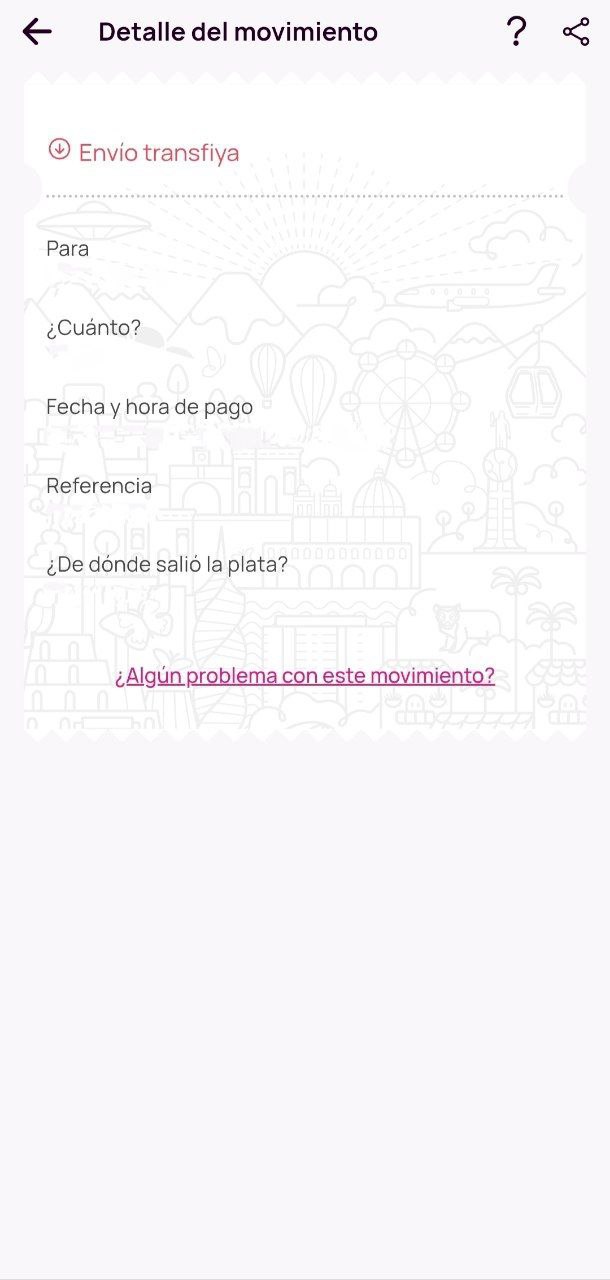 Detalle del movimiento
Envío transfiya
Para
¿Cuánto?
Fecha y hora de pago
Referencia
¿De dónde salió la plata?
¿Algún problema con este movimiento?